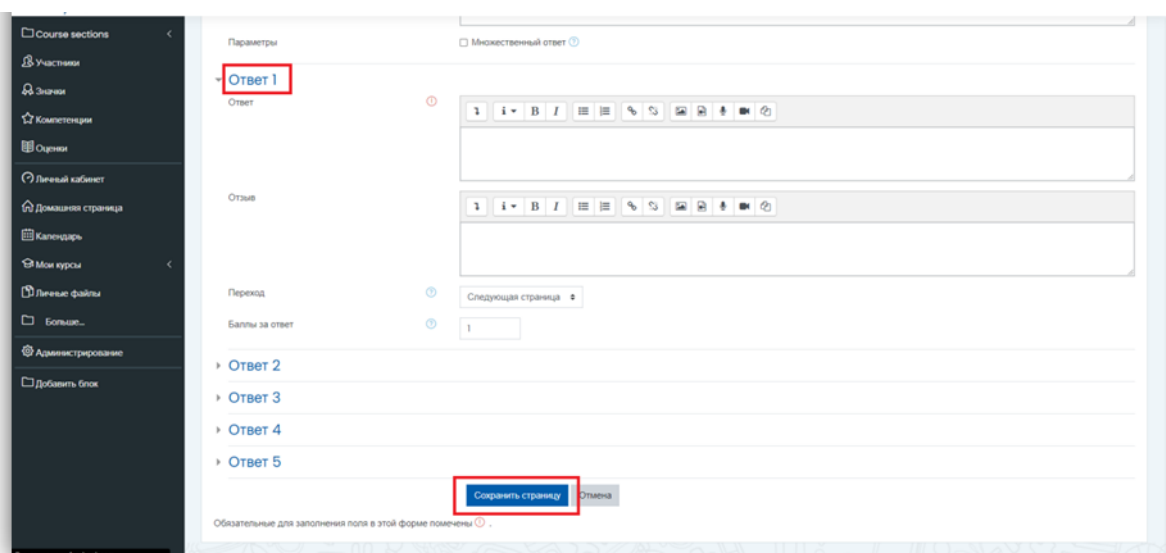 Course sections
Участники
Значки
Компетенции
Оценки
Личный кабинет
Домашняя страница
Календарь
Мои курсы
Личные файлы
Больше...
Администрирование
Добавить блок
Параметры
Множественный ответ
Ответ 1
Ответ
Отзыв
Переход
Следующая страница
Баллы за ответ
1
Ответ 2
Ответ 3
Ответ 4
Ответ 5
Сохранить страницу Отмена
Обязательные для заполнения поля в этой форме помечены .